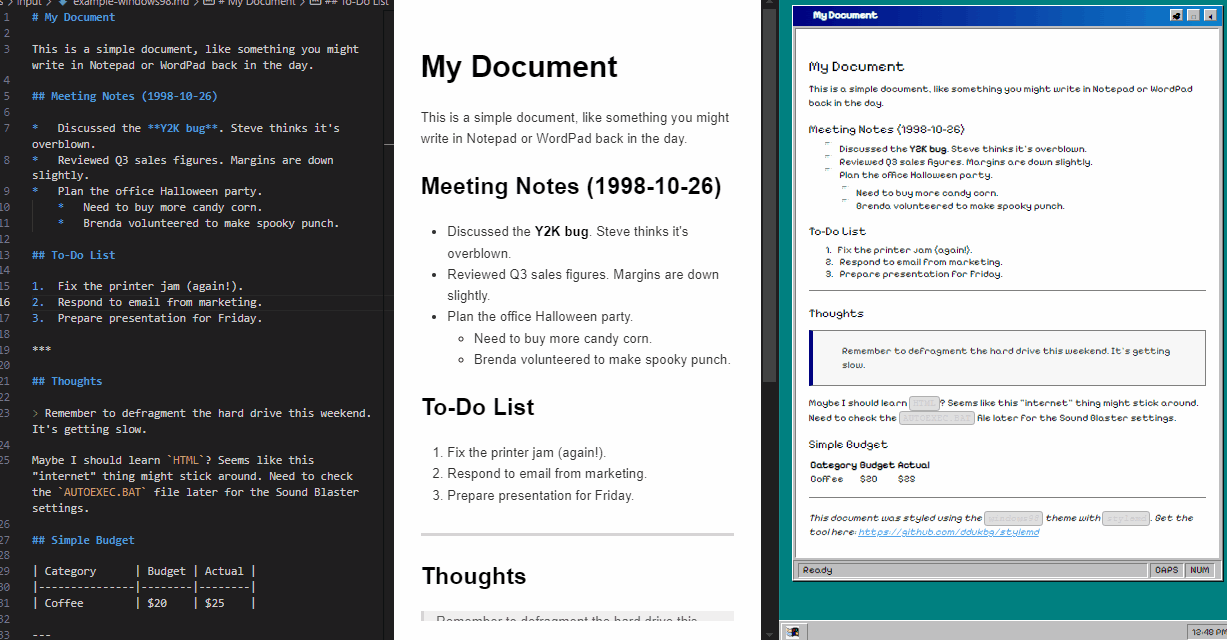 s > input > example-windows98.md > # My Document > ## To-Do List
1 # My Document
2
3 This is a simple document, like something you might
write in Notepad or WordPad back in the day.
4
5 ## Meeting Notes (1998-10-26)
6
7 * Discussed the **Y2K bug**. Steve thinks it's
overblown.
8 * Reviewed Q3 sales figures. Margins are down
slightly.
9 * Plan the office Halloween party.
10 * Need to buy more candy corn.
11 * Brenda volunteered to make spooky punch.
12
13 ## To-Do List
14
15 1. Fix the printer jam (again!).
16 2. Respond to email from marketing.
17 3. Prepare presentation for Friday.
18
19 ***
20
21 ## Thoughts
22
23 > Remember to defragment the hard drive this weekend.
It's getting slow.
24
25 Maybe I should learn `HTML`? Seems like this
"internet" thing might stick around. Need to check
the `AUTOEXEC.BAT` file later for the Sound Blaster
settings.
26
27 ## Simple Budget
28
29 | Category | Budget | Actual |
30 |---------------|--------|--------|
31 | Coffee | $20 | $25 |
32
33 ---
My Document
This is a simple document, like something you might
write in Notepad or WordPad back in the day.
Meeting Notes (1998-10-26)
• Discussed the Y2K bug. Steve thinks it's
overblown.
• Reviewed Q3 sales figures. Margins are down
slightly.
• Plan the office Halloween party.
◦ Need to buy more candy corn.
◦ Brenda volunteered to make spooky punch.
To-Do List
1. Fix the printer jam (again!).
2. Respond to email from marketing.
3. Prepare presentation for Friday.
Thoughts
Remember to defragment the hard drive this
My Document
My Document
This is a simple document, like something you might write in Notepad or WordPad
back in the day.
Meeting Notes (1998-10-26)
Discussed the Y2K bug. Steve thinks it's overblown.
Reviewed Q3 sales figures. Margins are down slightly.
Plan the office Halloween party.
Need to buy more candy corn.
Brenda volunteered to make spooky punch.
To-Do List
1. Fix the printer jam (again!).
2. Respond to email from marketing.
3. Prepare presentation for Friday.
Thoughts
Remember to defragment the hard drive this weekend. It's getting
slow.
Maybe I should learn HTML? Seems like this "internet" thing might stick around.
Need to check the AUTOEXEC.BAT file later for the Sound Blaster settings.
Simple Budget
Category Budget Actual
Coffee $20 $25
This document was styled using the windows98 theme with stylemd. Get the
tool here: https://github.com/ddukbg/stylemd
Ready
CAPS
NUM
12:48 PM